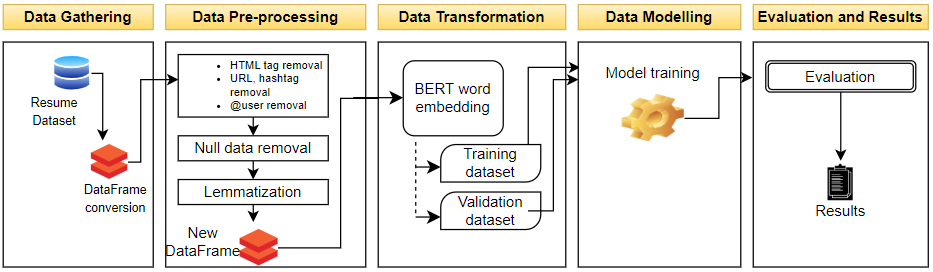 Data Gathering
Data Pre-processing
Data Transformation
Data Modelling
Evaluation and Results
Resume
Dataset
DataFrame
conversion
HTML tag removal
URL, hashtag
removal
@user removal
Null data removal
Lemmatization
New
DataFrame
BERT word
embedding
Training
dataset
Validation
dataset
Model training
Evaluation
Results